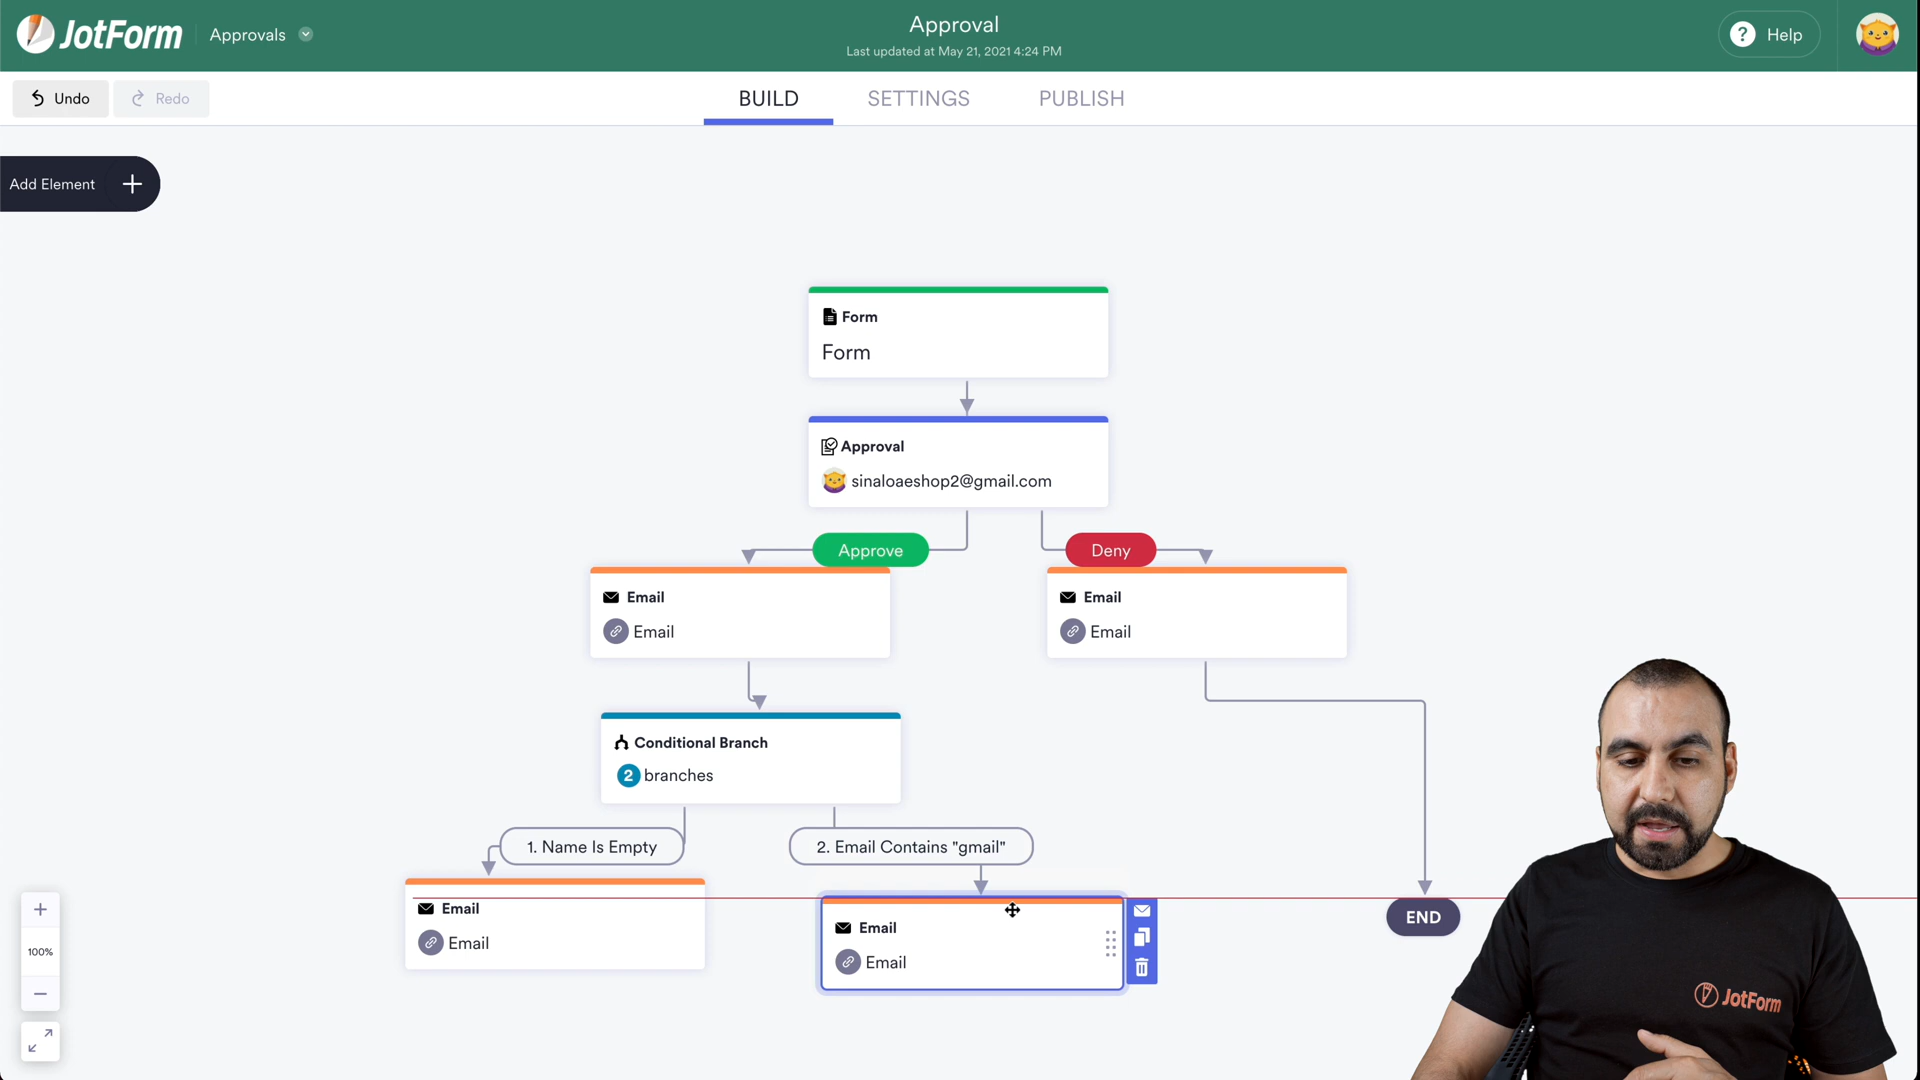 JotForm
Approvals
Approval
Last updated at May 21, 2021 4:24 PM
? Help
Undo
Redo
BUILD
SETTINGS
PUBLISH
Add Element
Form
Form
Approval
sinaloaeshop2@gmail.com
Approve
Deny
Email
Email
Email
Email
Conditional Branch
2 branches
1. Name Is Empty
2. Email Contains "gmail"
Email
Email
Email
Email
END
100%
JotForm